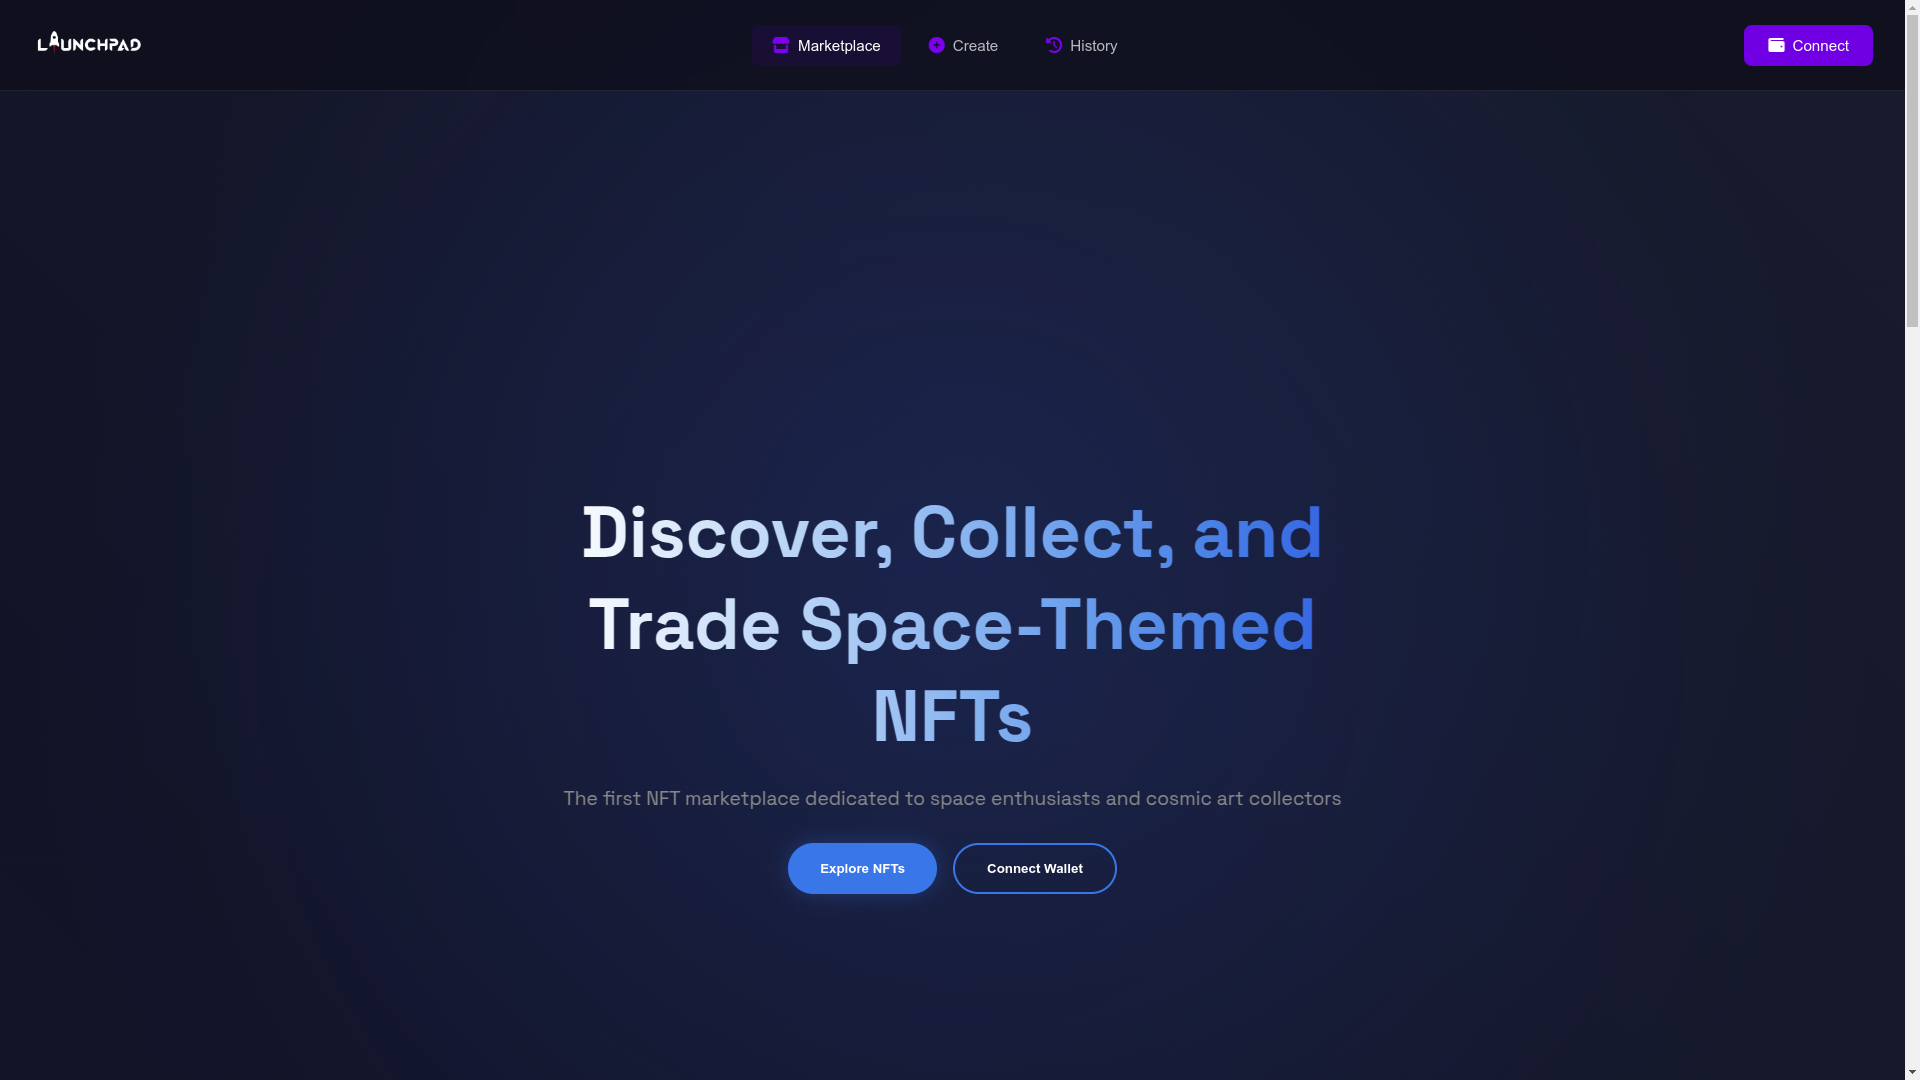 LAUNCHPAD
Marketplace
Create
History
Connect
Discover, Collect, and
Trade Space-Themed
NFTs
The first NFT marketplace dedicated to space enthusiasts and cosmic art collectors
Explore NFTs
Connect Wallet